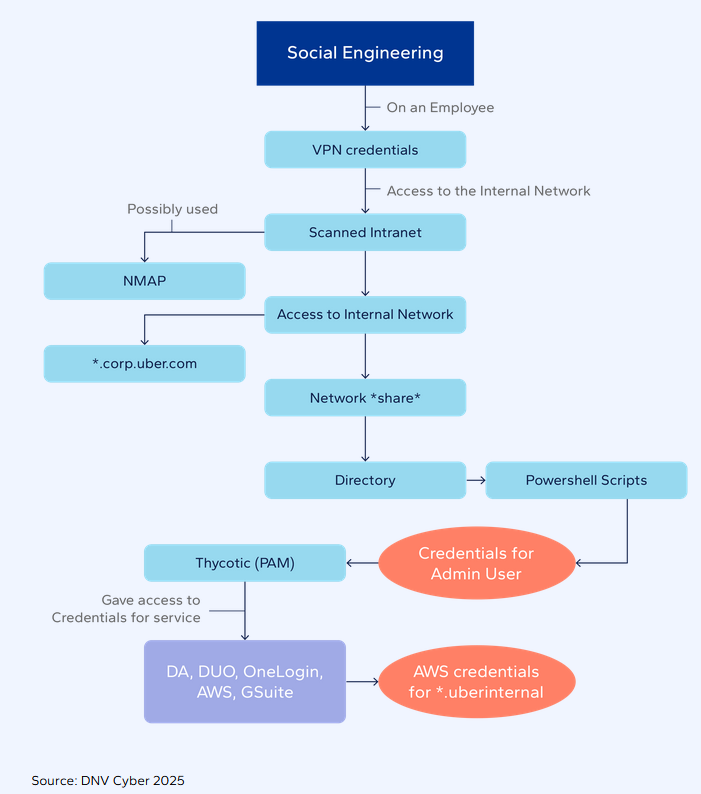 Social Engineering
On an Employee
VPN credentials
Access to the Internal Network
Possibly used
Scanned Intranet
NMAP
Access to Internal Network
*.corp.uber.com
Network *share*
Directory
Powershell Scripts
Credentials for
Admin User
Thycotic (PAM)
Gave access to
Credentials for service
DA, DUO, OneLogin,
AWS, GSuite
AWS credentials
for *.uberinternal
Source: DNV Cyber 2025